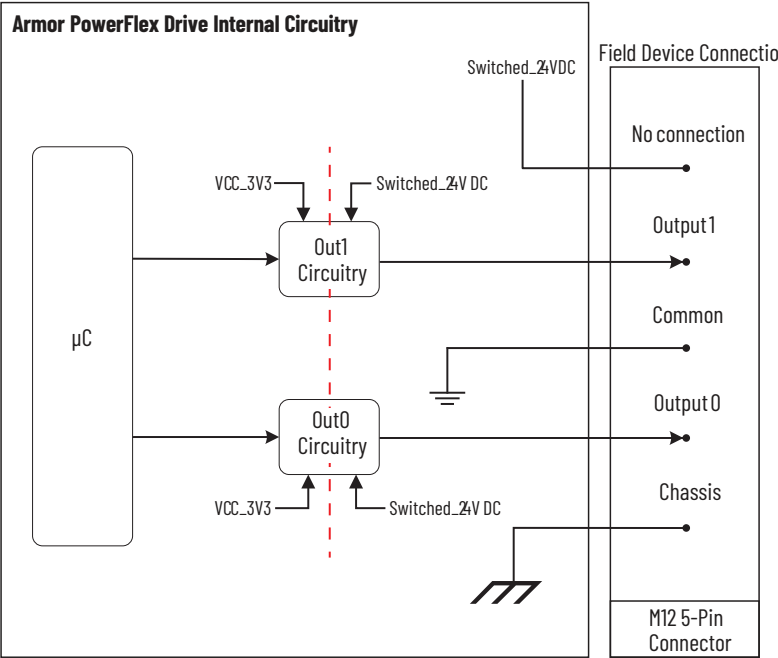 Armor PowerFlex Drive Internal Circuitry
Field Device Connectio
Switched_24VDC
No connection
VCC_3V3
Switched_24V DC
Output 1
Out1
Circuitry
Common
µC
Output 0
Out0
Circuitry
Chassis
VCC_3V3
Switched_24V DC
M12 5-Pin
Connector